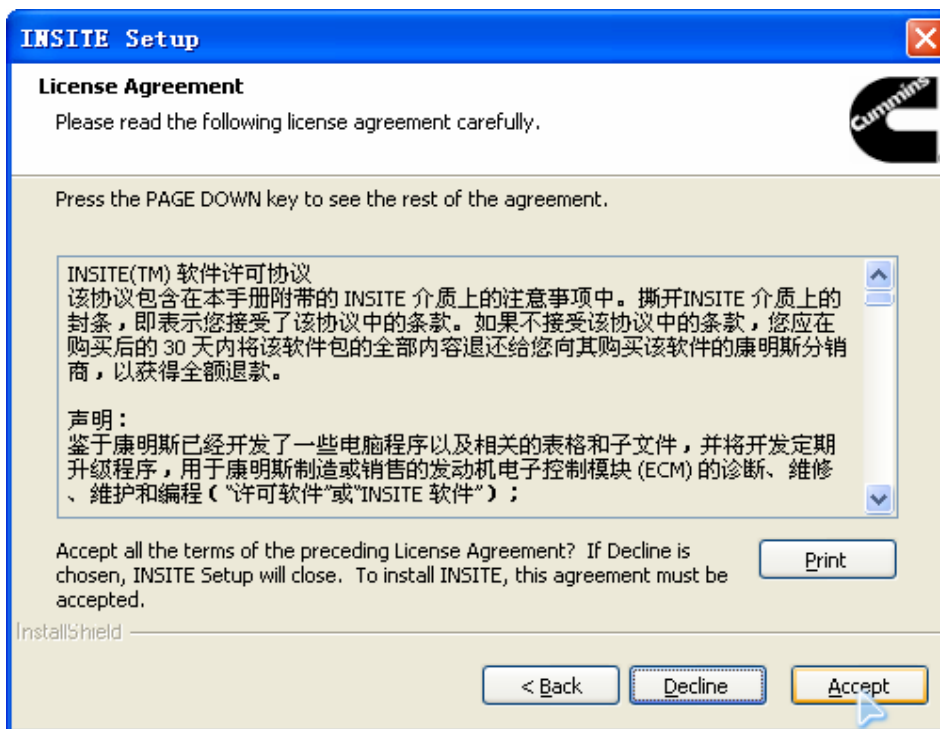 INSITE Setup
License Agreement
Please read the following license agreement carefully.
Cummins
Press the PAGE DOWN key to see the rest of the agreement.
INSITE(TM) 软件许可协议
该协议包含在本手册附带的 INSITE 介质上的注意事项中。撕开INSITE 介质上的
封条，即表示您接受了该协议中的条款。如果不接受该协议中的条款，您应在
购买后的 30 天内将该软件包的全部内容退还给您向其购买该软件的康明斯分销
商，以获得全额退款。
声明：
鉴于康明斯已经开发了一些电脑程序以及相关的表格和子文件，并将开发定期
升级程序，用于康明斯制造或销售的发动机电子控制模块 (ECM) 的诊断、维修
、维护和编程（“许可软件”或“INSITE 软件”）；
Accept all the terms of the preceding License Agreement? If Decline is
chosen, INSITE Setup will close. To install INSITE, this agreement must be
accepted.
Print
InstallShield
< Back
Decline
Accept